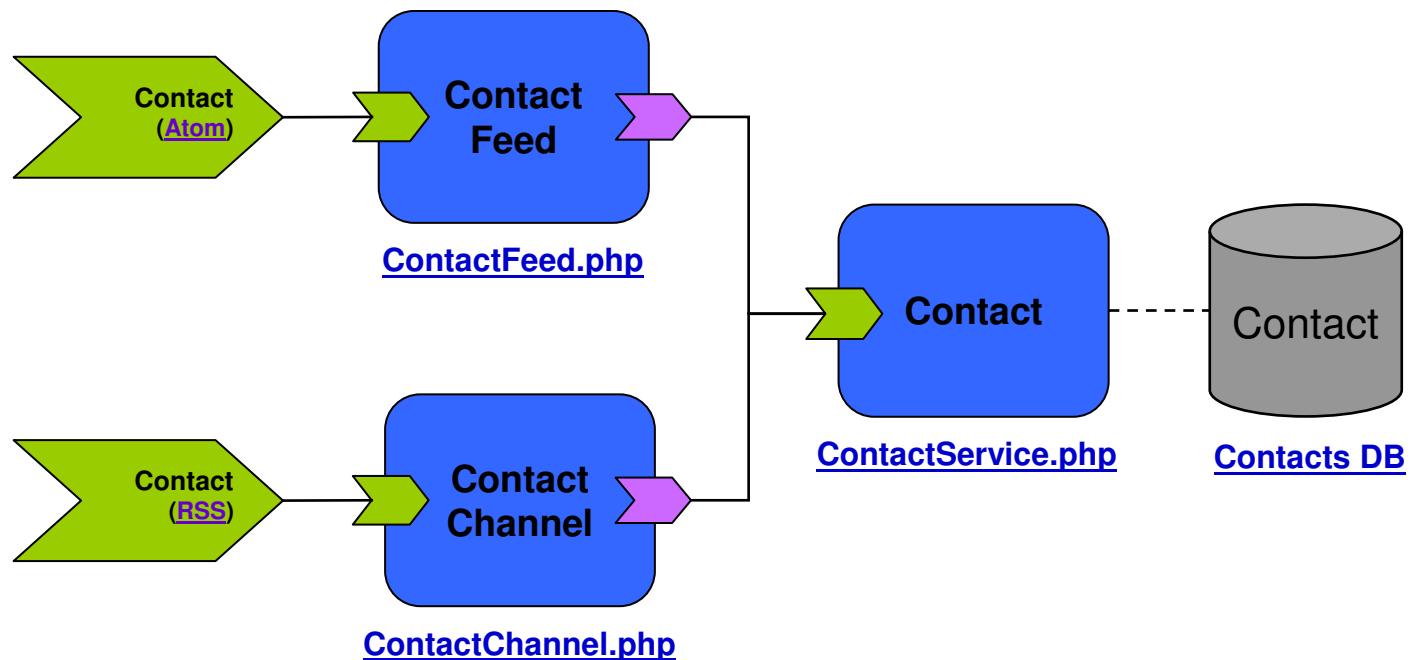 Contact
(Atom)
Contact
Feed
ContactFeed.php
Contact
Contact
ContactService.php
Contacts DB
Contact
(RSS)
Contact
Channel
ContactChannel.php